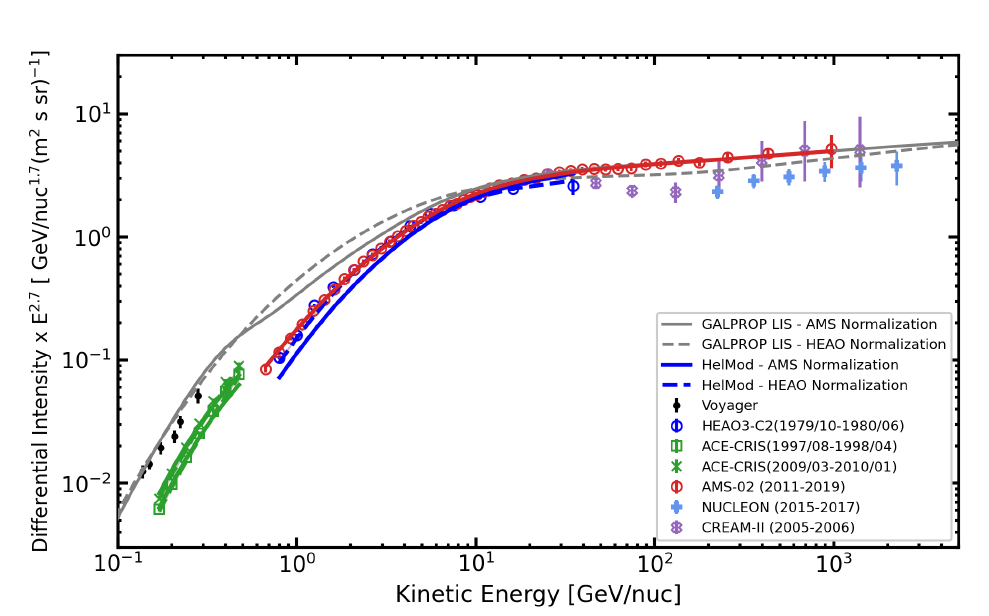 Differential Intensity x E^2.7 [ GeV/nuc^-1.7(m^2 s sr)^-1]
10^1
10^0
10^-1
10^-2
10^-1 10^0 10^1 10^2 10^3
Kinetic Energy [GeV/nuc]
GALPROP LIS - AMS Normalization
GALPROP LIS - HEAO Normalization
HelMod - AMS Normalization
HelMod - HEAO Normalization
Voyager
HEAO3-C2(1979/10-1980/06)
ACE-CRIS(1997/08-1998/04)
ACE-CRIS(2009/03-2010/01)
AMS-02 (2011-2019)
NUCLEON (2015-2017)
CREAM-II (2005-2006)